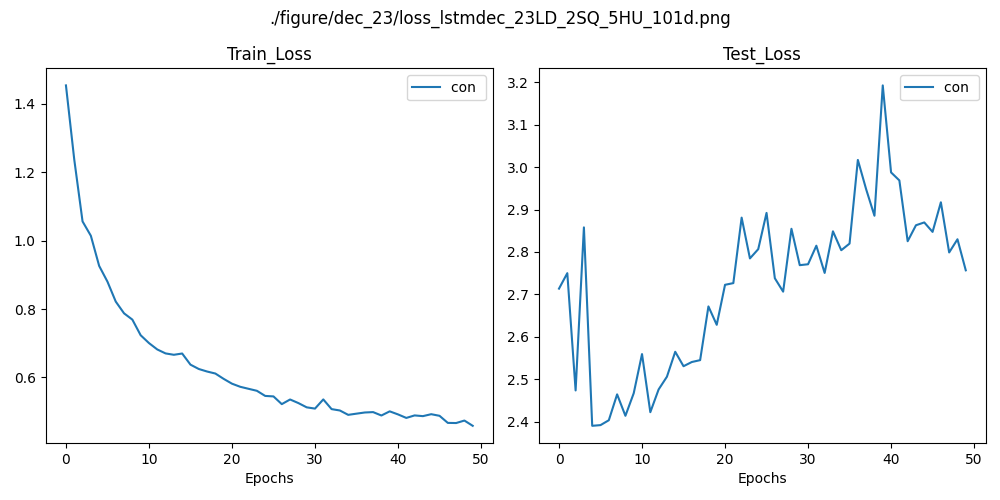 ./figure/dec_23/loss_lstmdec_23LD_2SQ_5HU_101d.png
Train_Loss
con
1.4
1.2
1.0
0.8
0.6
0 10 20 30 40 50
Epochs
Test_Loss
con
3.2
3.1
3.0
2.9
2.8
2.7
2.6
2.5
2.4
0 10 20 30 40 50
Epochs